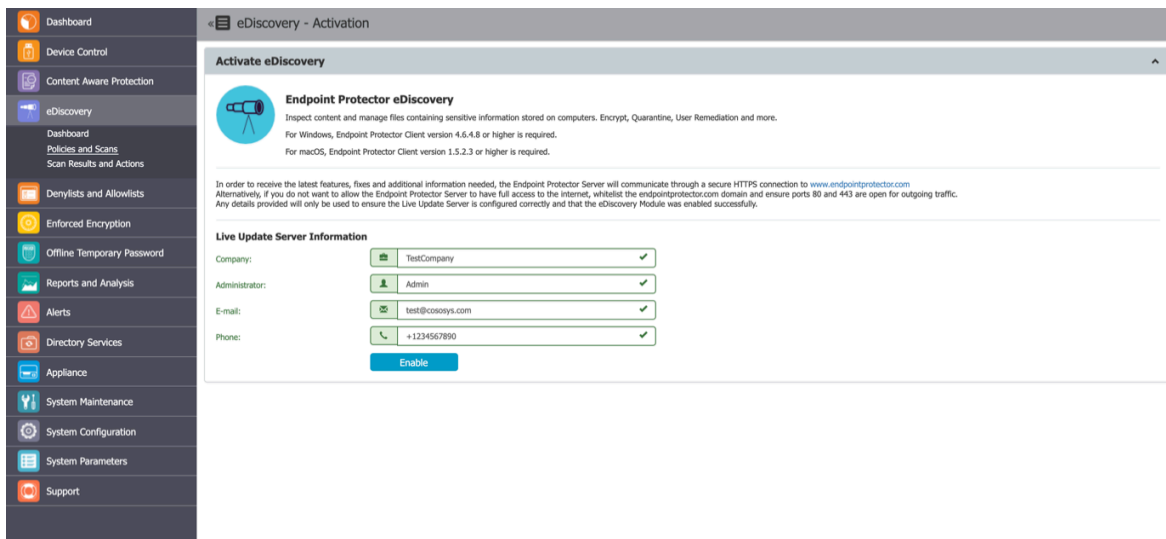 Dashboard
Device Control
Content Aware Protection
eDiscovery
Dashboard
Policies and Scans
Scan Results and Actions
Denylists and Allowlists
Enforced Encryption
Offline Temporary Password
Reports and Analysis
Alerts
Directory Services
Appliance
System Maintenance
System Configuration
System Parameters
Support
eDiscovery - Activation
Activate eDiscovery
Endpoint Protector eDiscovery
Inspect content and manage files containing sensitive information stored on computers. Encrypt, Quarantine, User Remediation and more.
For Windows, Endpoint Protector Client version 4.6.4.8 or higher is required.
For macOS, Endpoint Protector Client version 1.5.2.3 or higher is required.
In order to receive the latest features, fixes and additional information needed, the Endpoint Protector Server will communicate through a secure HTTPS connection to www.endpointprotector.com
Alternatively, if you do not want to allow the Endpoint Protector Server to have full access to the internet, whitelist the endpointprotector.com domain and ensure ports 80 and 443 are open for outgoing traffic.
Any details provided will only be used to ensure the Live Update Server is configured correctly and that the eDiscovery Module was enabled successfully.
Live Update Server Information
Company: TestCompany
Administrator: Admin
E-mail: test@cososys.com
Phone: +1234567890
Enable